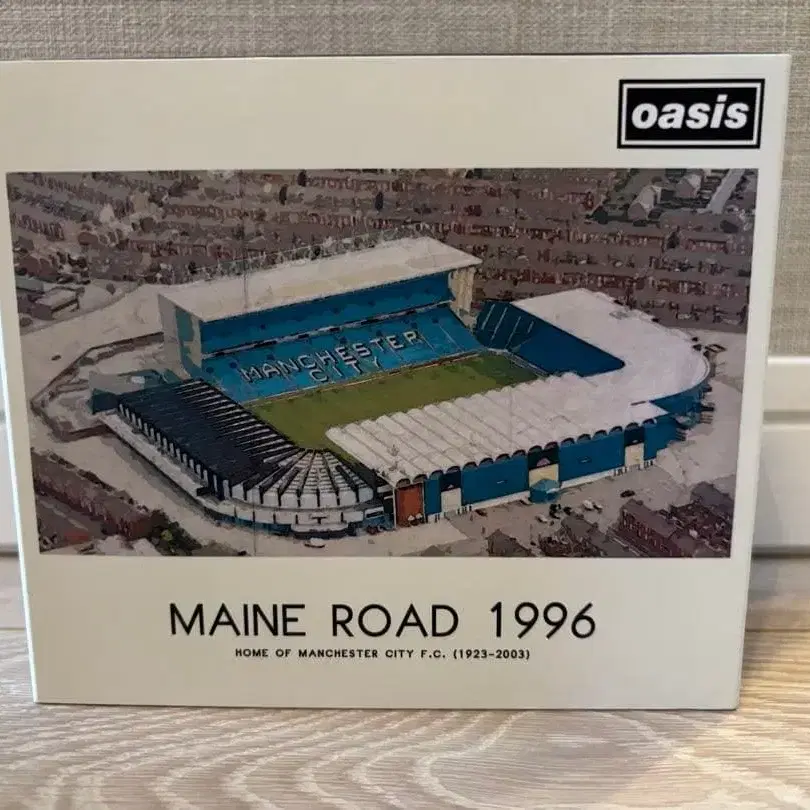 oasis
MANCHESTER
CITY
MAINE ROAD 1996
HOME OF MANCHESTER CITY F.C. (1923-2003)